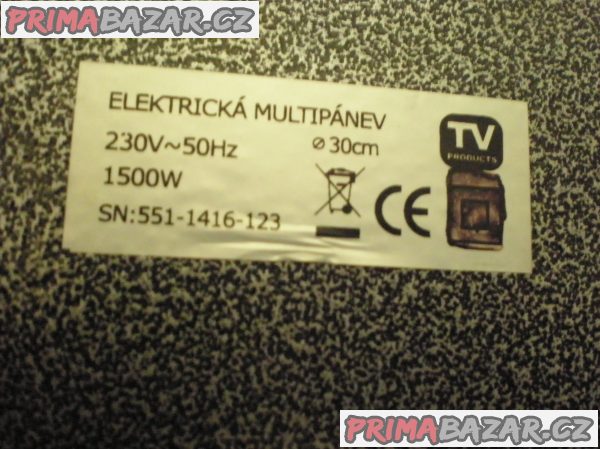 PRIMABAZAR.CZ
ELEKTRICKÁ MULTIPÁNEV
230V~50Hz ⌀30cm
1500W
SN:551-1416-123
CE
TV
PRODUCTS
PRIMABAZAR.CZ